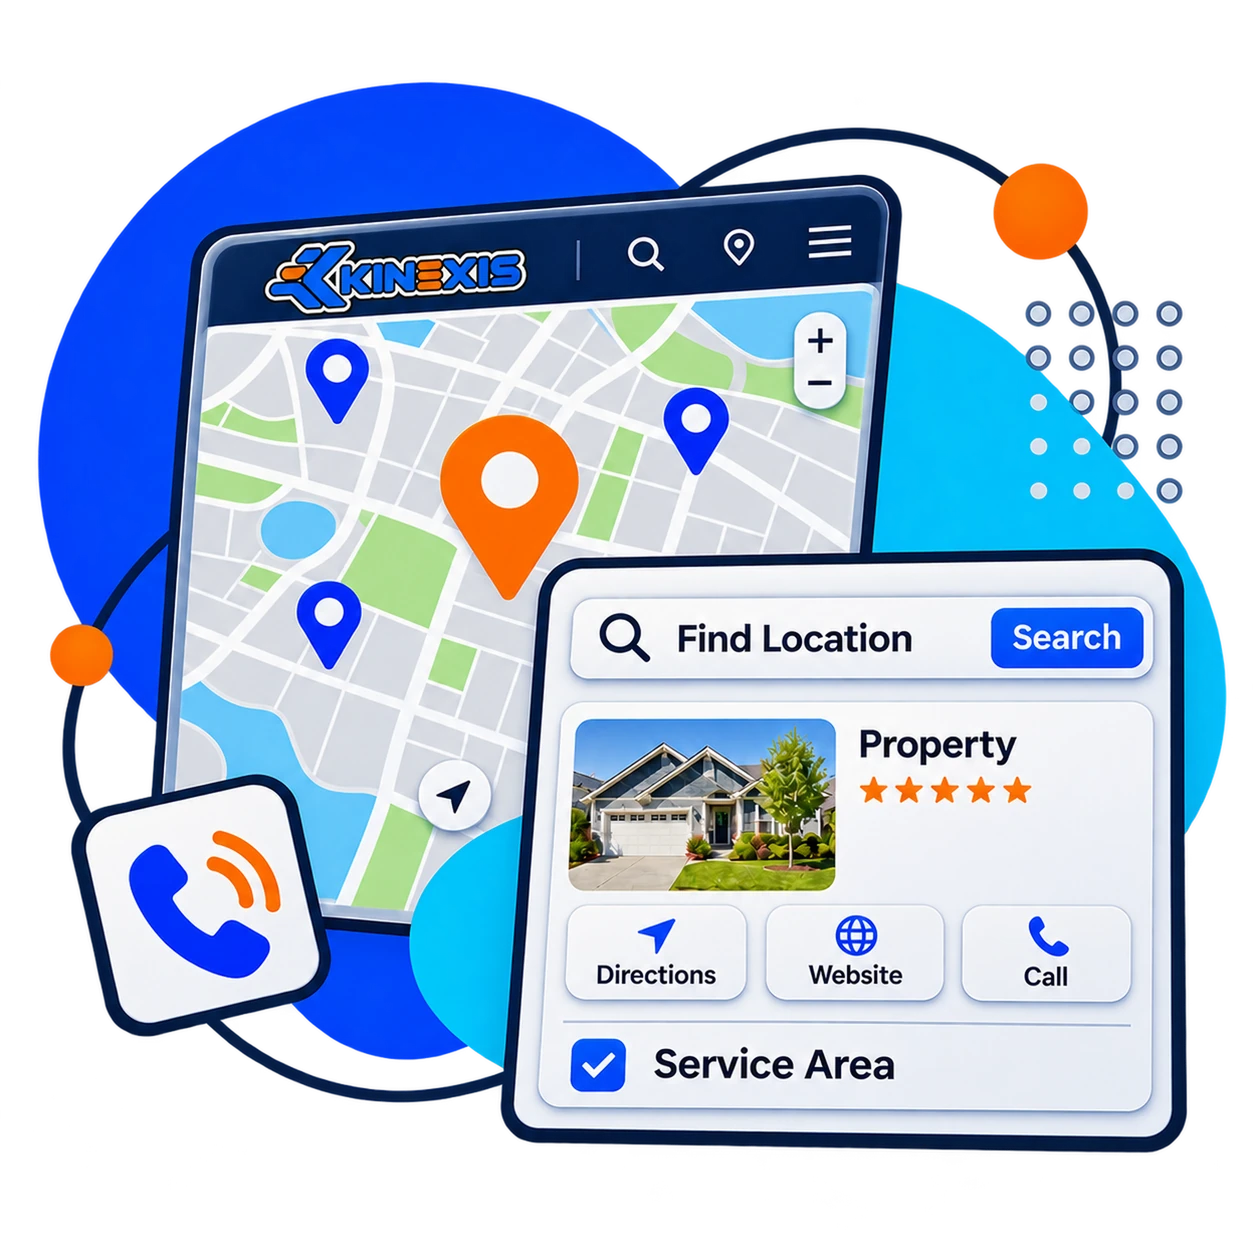 KINEXIS
+
−
Find Location
Search
Property
Directions
Website
Call
Service Area